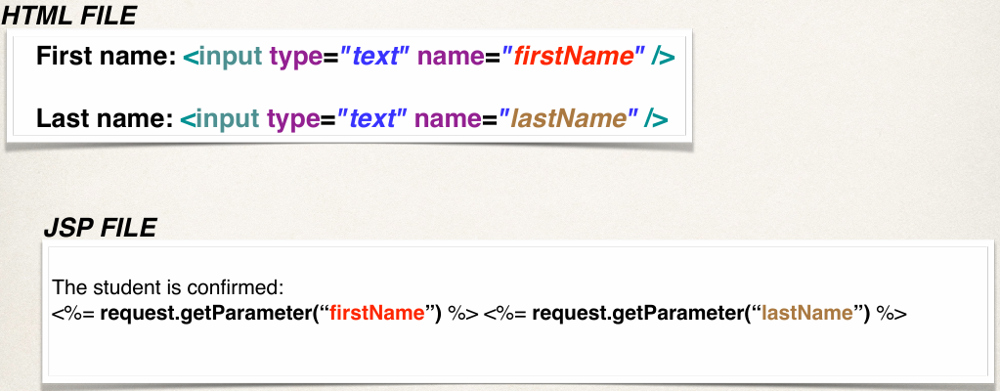 HTML FILE
First name: <input type="text" name="firstName" />
Last name: <input type="text" name="lastName" />
JSP FILE
The student is confirmed:
<%= request.getParameter(“firstName”) %> <%= request.getParameter(“lastName”) %>